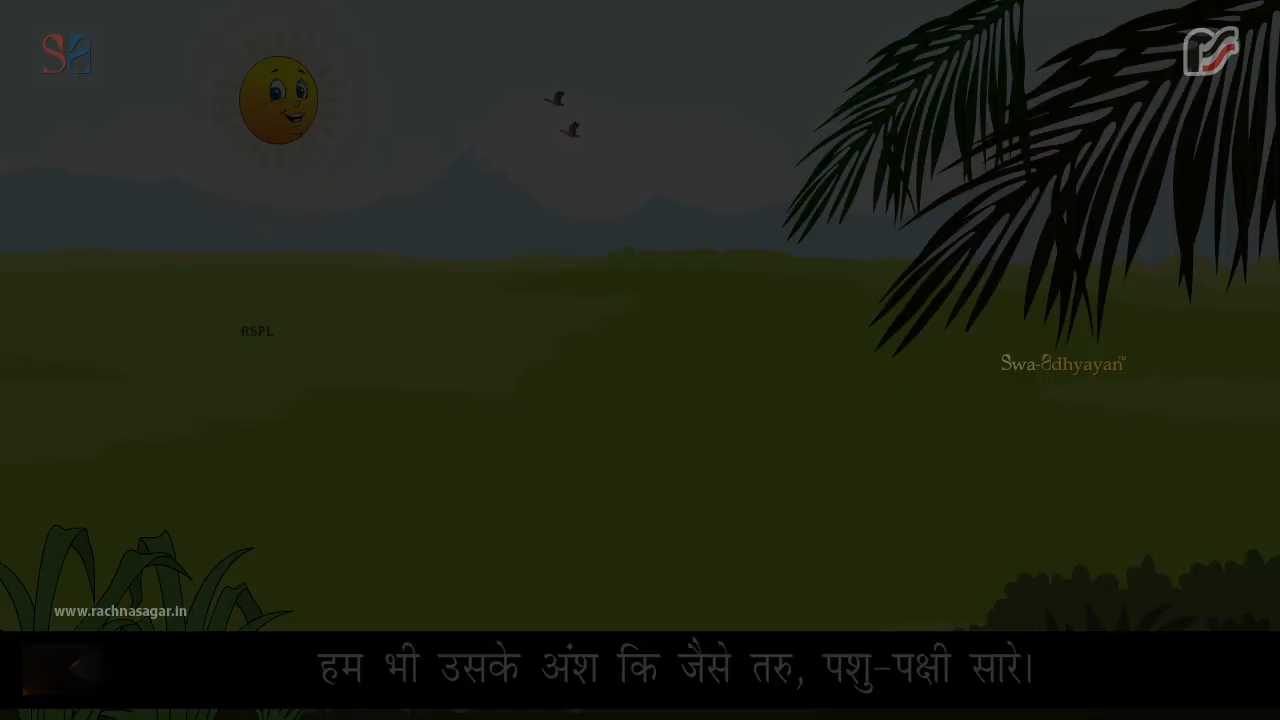 sa
RSPL
Swa-adhyayan
www.rachnasagar.in
हम भी उसके अंश कि जैसे तरु, पशु-पक्षी सारे।